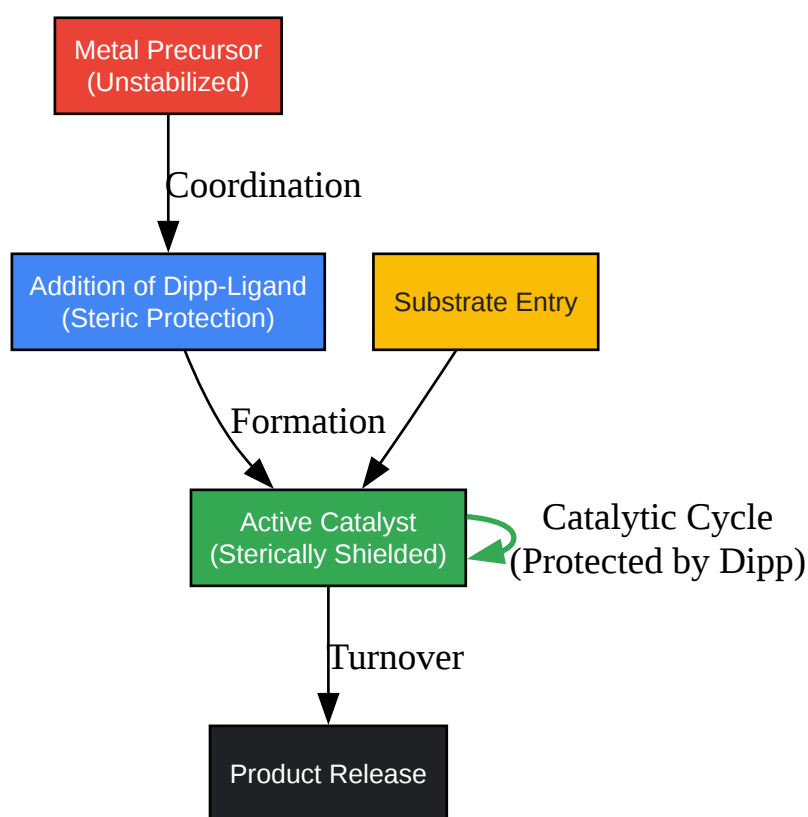 Metal Precursor
(Unstabilized)
Coordination
Addition of Dipp-Ligand
(Steric Protection)
Substrate Entry
Formation
Active Catalyst
(Sterically Shielded)
Catalytic Cycle
(Protected by Dipp)
Turnover
Product Release